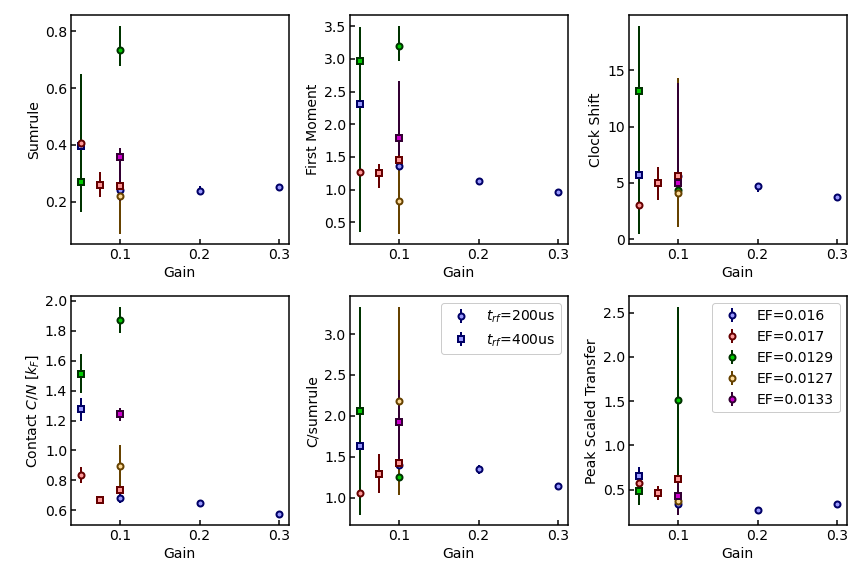 Sumrule
0.8
0.6
0.4
0.2
0.1
0.2
0.3
Gain
First Moment
3.5
3.0
2.5
2.0
1.5
1.0
0.5
0.1
0.2
0.3
Gain
Clock Shift
15
10
5
0
0.1
0.2
0.3
Gain
Contact C/N [k_F]
2.0
1.8
1.6
1.4
1.2
1.0
0.8
0.6
0.1
0.2
0.3
Gain
C/sumrule
3.0
2.5
2.0
1.5
1.0
t_rf=200us
t_rf=400us
0.1
0.2
0.3
Gain
Peak Scaled Transfer
2.5
2.0
1.5
1.0
0.5
EF=0.016
EF=0.017
EF=0.0129
EF=0.0127
EF=0.0133
0.1
0.2
0.3
Gain